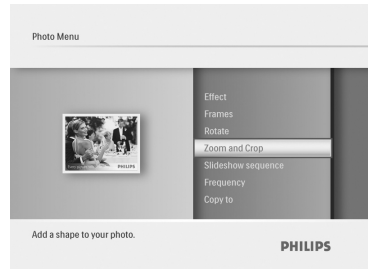 Photo Menu
Effect
Frames
Rotate
Zoom and Crop
Slideshow sequence
Frequency
Copy to
PHILIPS
Add a shape to your photo.
PHILIPS